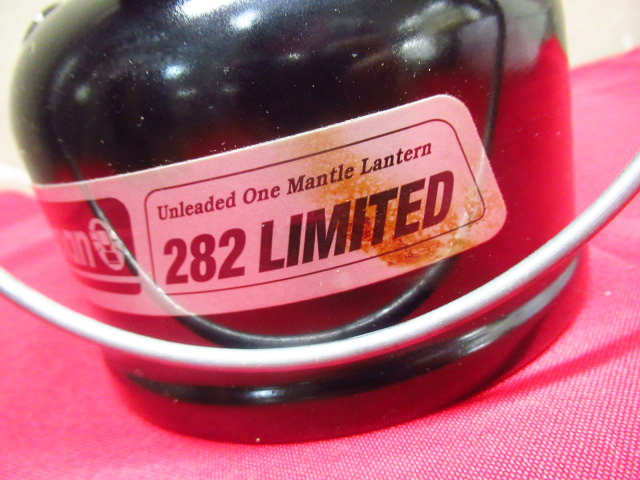 Unleaded One Mantle Lantern
282 LIMITED